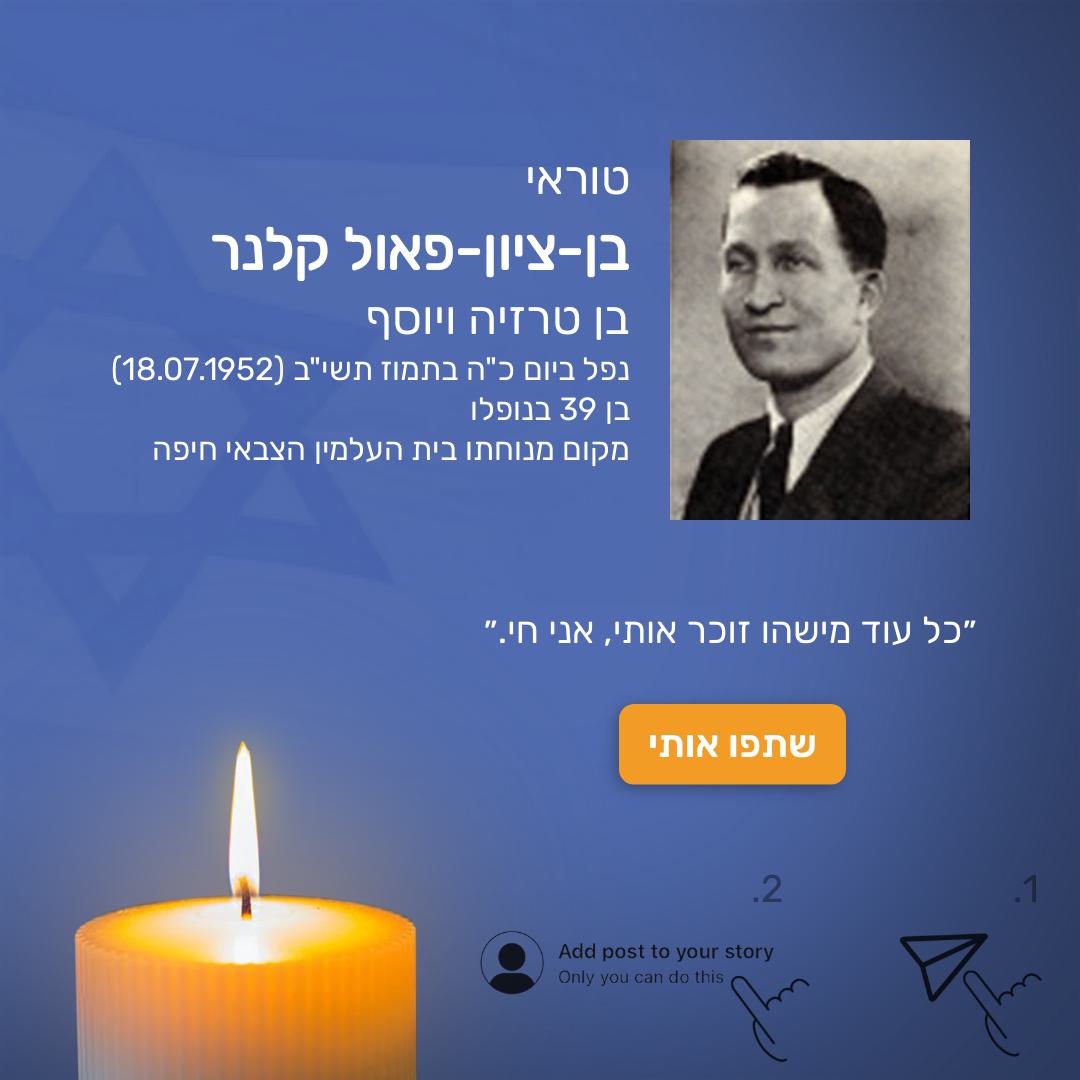 טוראי
בן-ציון-פאול קלנר
בן טרזיה ויוסף
נפל ביום כ"ה בתמוז תשי"ב (18.07.1952)
בן 39 בנופלו
מקום מנוחתו בית העלמין הצבאי חיפה
״כל עוד מישהו זוכר אותי, אני חי.״
שתפו אותי
1.
2.
Add post to your story
Only you can do this